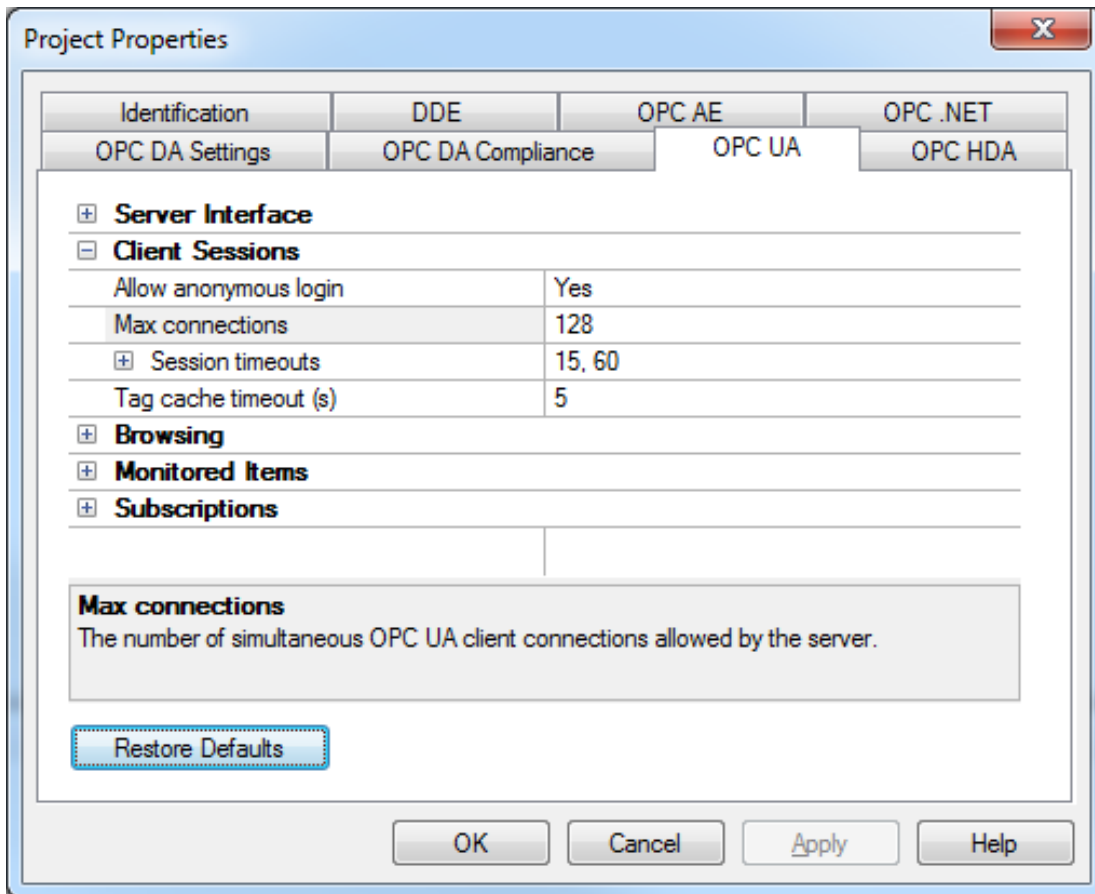 Project Properties
Identification DDE OPC AE OPC .NET
OPC DA Settings OPC DA Compliance OPC UA OPC HDA
Server Interface
Client Sessions
Allow anonymous login Yes
Max connections 128
Session timeouts 15, 60
Tag cache timeout (s) 5
Browsing
Monitored Items
Subscriptions
Max connections
The number of simultaneous OPC UA client connections allowed by the server.
Restore Defaults
OK Cancel Apply Help